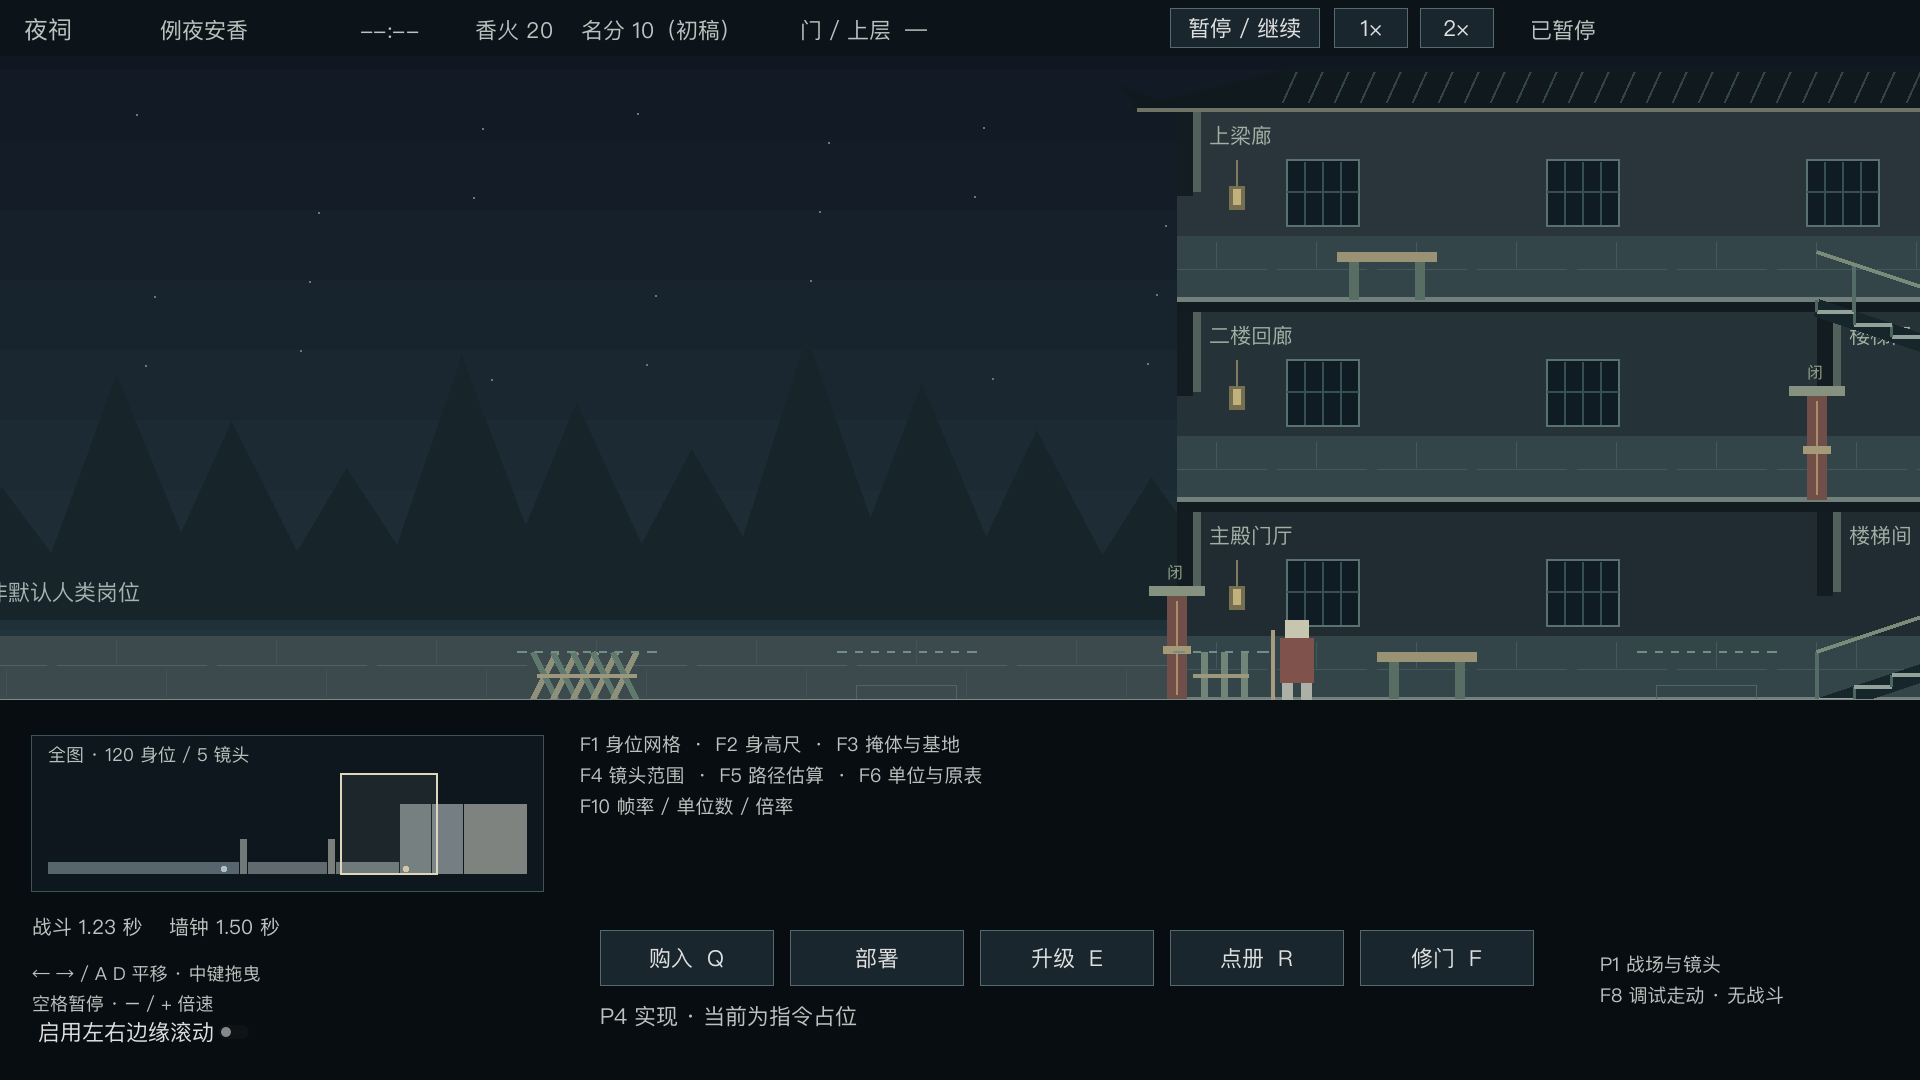 夜祠 例夜安香 --:-- 香火 20 名分 10（初稿） 门 / 上层 — 暂停 / 继续 1× 2× 已暂停
上梁廊
二楼回廊
闭
主殿门厅 楼梯间
闭
默认人类岗位
全图 · 120 身位 / 5 镜头
F1 身位网格 · F2 身高尺 · F3 掩体与基地
F4 镜头范围 · F5 路径估算 · F6 单位与原表
F10 帧率 / 单位数 / 倍率
战斗 1.23 秒 墙钟 1.50 秒
←→ / A D 平移 · 中键拖曳
空格暂停 · − / + 倍速
启用左右边缘滚动
购入 Q 部署 升级 E 点册 R 修门 F
P4 实现 · 当前为指令占位
P1 战场与镜头
F8 调试走动 · 无战斗